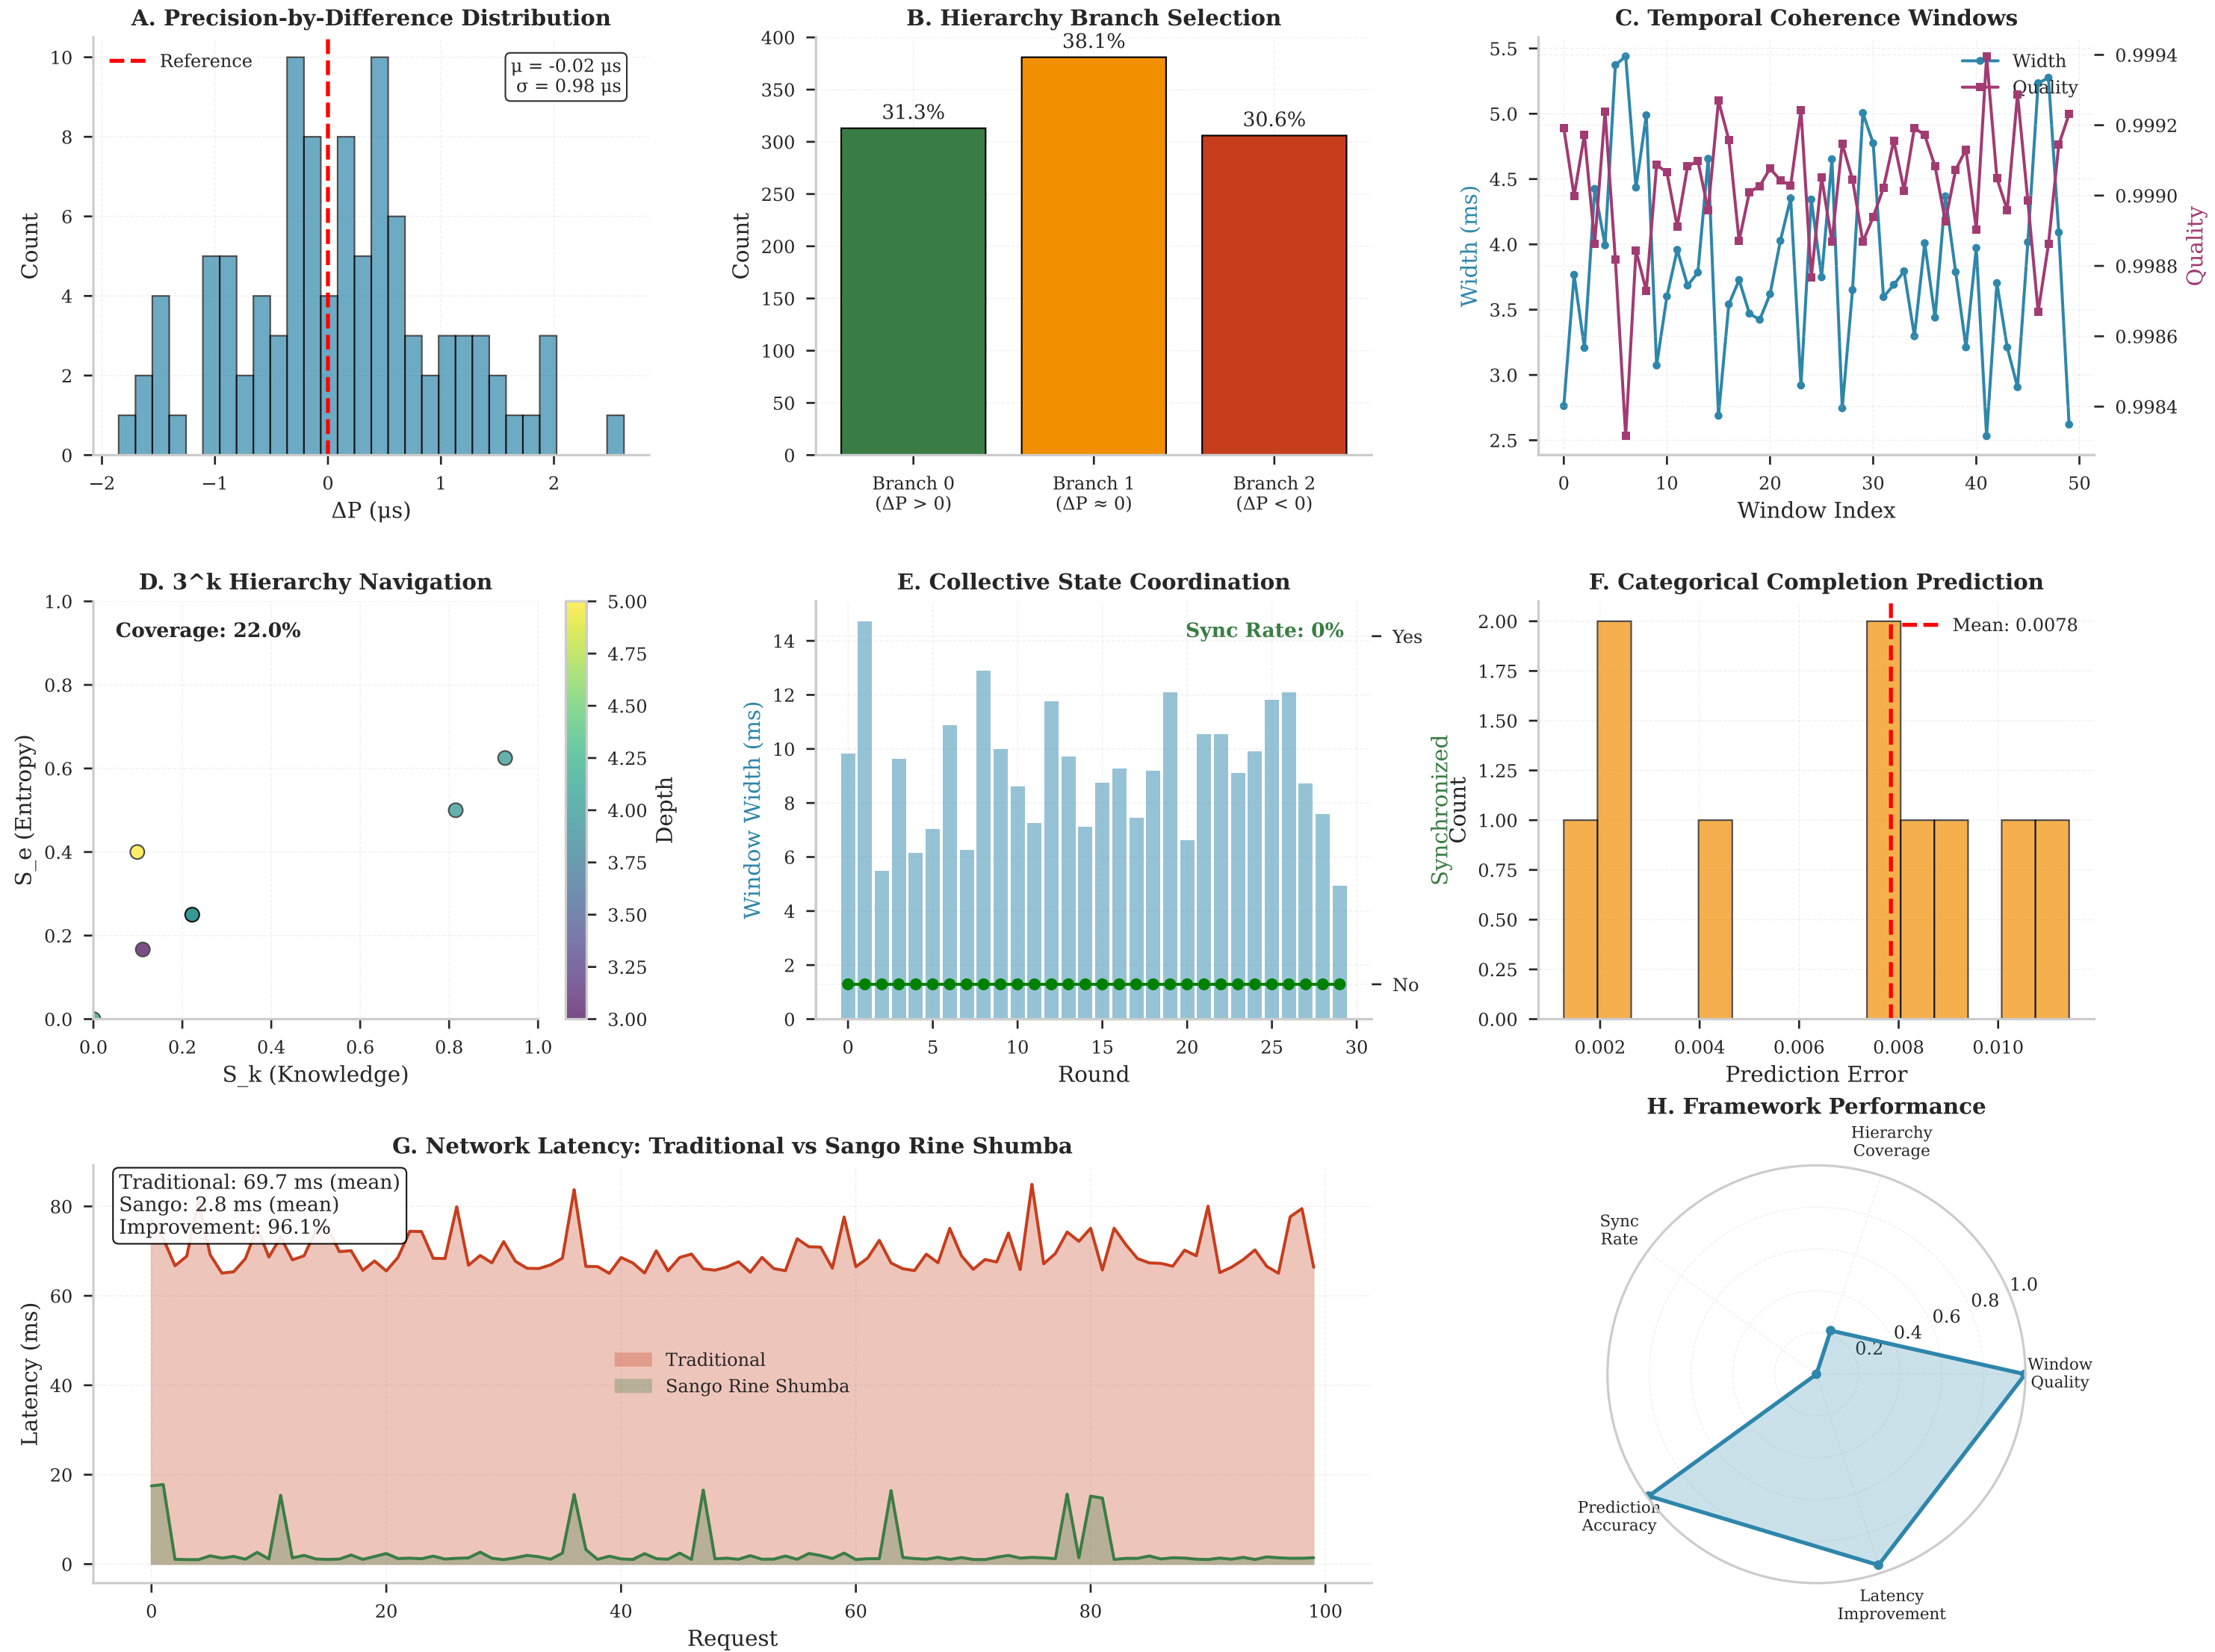 A. Precision-by-Difference Distribution
Reference
μ = -0.02 μs
σ = 0.98 μs
Count
10
8
6
4
2
0
−2
−1
0
1
2
ΔP (μs)
B. Hierarchy Branch Selection
Count
400
350
300
250
200
150
100
50
0
31.3%
38.1%
30.6%
Branch 0
(ΔP > 0)
Branch 1
(ΔP ≈ 0)
Branch 2
(ΔP < 0)
C. Temporal Coherence Windows
Width
Quality
Width (ms)
5.5
5.0
4.5
4.0
3.5
3.0
2.5
0.9994
0.9992
0.9990
0.9988
0.9986
0.9984
Quality
0
10
20
30
40
50
Window Index
D. 3^k Hierarchy Navigation
Coverage: 22.0%
S_e (Entropy)
1.0
0.8
0.6
0.4
0.2
0.0
0.0
0.2
0.4
0.6
0.8
1.0
S_k (Knowledge)
5.00
4.75
4.50
4.25
4.00
3.75
3.50
3.25
3.00
Depth
E. Collective State Coordination
Sync Rate: 0%
Window Width (ms)
14
12
10
8
6
4
2
0
Yes
No
Synchronized
0
5
10
15
20
25
30
Round
F. Categorical Completion Prediction
Mean: 0.0078
Count
2.00
1.75
1.50
1.25
1.00
0.75
0.50
0.25
0.00
0.002
0.004
0.006
0.008
0.010
Prediction Error
G. Network Latency: Traditional vs Sango Rine Shumba
Traditional: 69.7 ms (mean)
Sango: 2.8 ms (mean)
Improvement: 96.1%
Traditional
Sango Rine Shumba
Latency (ms)
80
60
40
20
0
0
20
40
60
80
100
Request
H. Framework Performance
Hierarchy
Coverage
Sync
Rate
1.0
0.8
0.6
0.4
0.2
Window
Quality
Prediction
Accuracy
Latency
Improvement